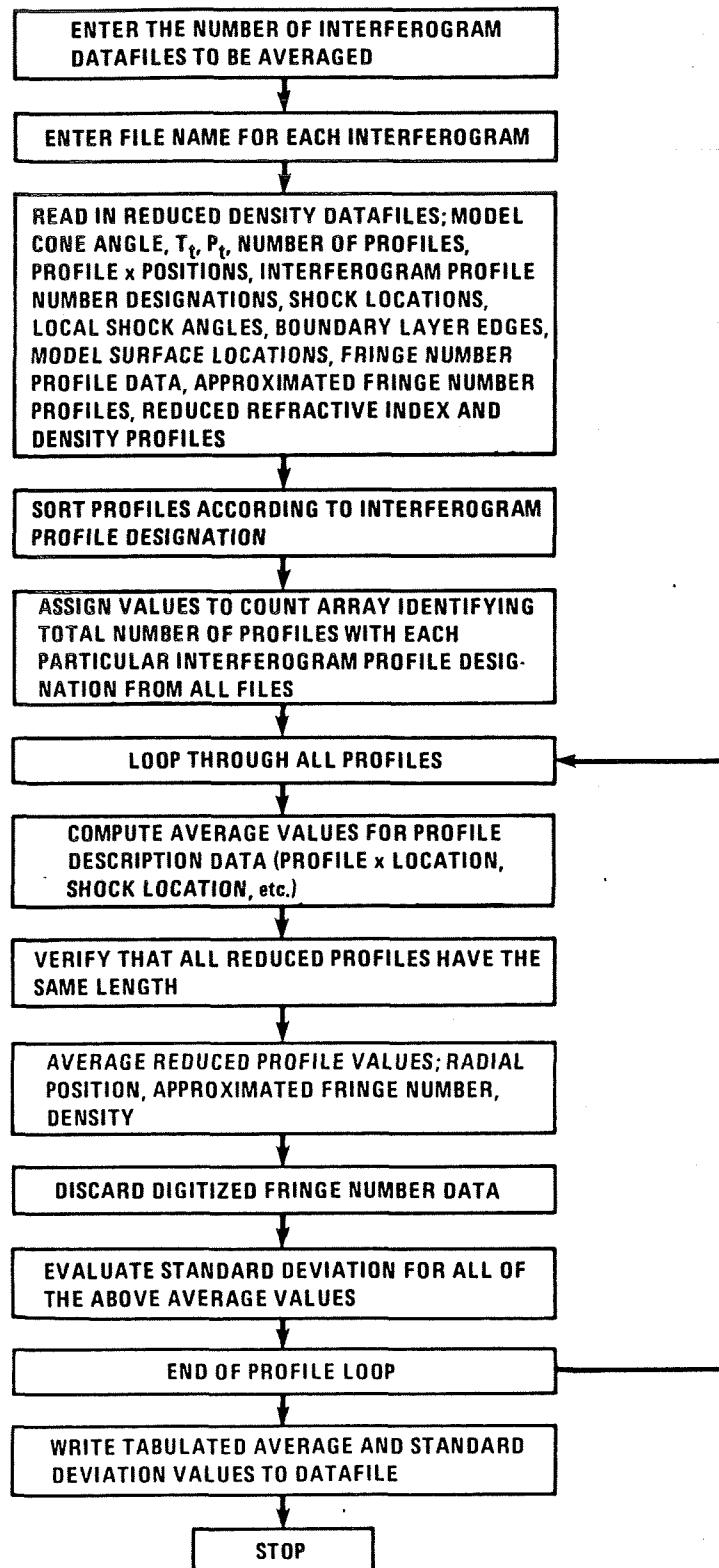 ENTER THE NUMBER OF INTERFEROGRAM
DATAFILES TO BE AVERAGED
ENTER FILE NAME FOR EACH INTERFEROGRAM
READ IN REDUCED DENSITY DATAFILES; MODEL
CONE ANGLE, Tt, Pt, NUMBER OF PROFILES,
PROFILE x POSITIONS, INTERFEROGRAM PROFILE
NUMBER DESIGNATIONS, SHOCK LOCATIONS,
LOCAL SHOCK ANGLES, BOUNDARY LAYER EDGES,
MODEL SURFACE LOCATIONS, FRINGE NUMBER
PROFILE DATA, APPROXIMATED FRINGE NUMBER
PROFILES, REDUCED REFRACTIVE INDEX AND
DENSITY PROFILES
SORT PROFILES ACCORDING TO INTERFEROGRAM
PROFILE DESIGNATION
ASSIGN VALUES TO COUNT ARRAY IDENTIFYING
TOTAL NUMBER OF PROFILES WITH EACH
PARTICULAR INTERFEROGRAM PROFILE DESIG-
NATION FROM ALL FILES
LOOP THROUGH ALL PROFILES
COMPUTE AVERAGE VALUES FOR PROFILE
DESCRIPTION DATA (PROFILE x LOCATION,
SHOCK LOCATION, etc.)
VERIFY THAT ALL REDUCED PROFILES HAVE THE
SAME LENGTH
AVERAGE REDUCED PROFILE VALUES; RADIAL
POSITION, APPROXIMATED FRINGE NUMBER,
DENSITY
DISCARD DIGITIZED FRINGE NUMBER DATA
EVALUATE STANDARD DEVIATION FOR ALL OF
THE ABOVE AVERAGE VALUES
END OF PROFILE LOOP
WRITE TABULATED AVERAGE AND STANDARD
DEVIATION VALUES TO DATAFILE
STOP